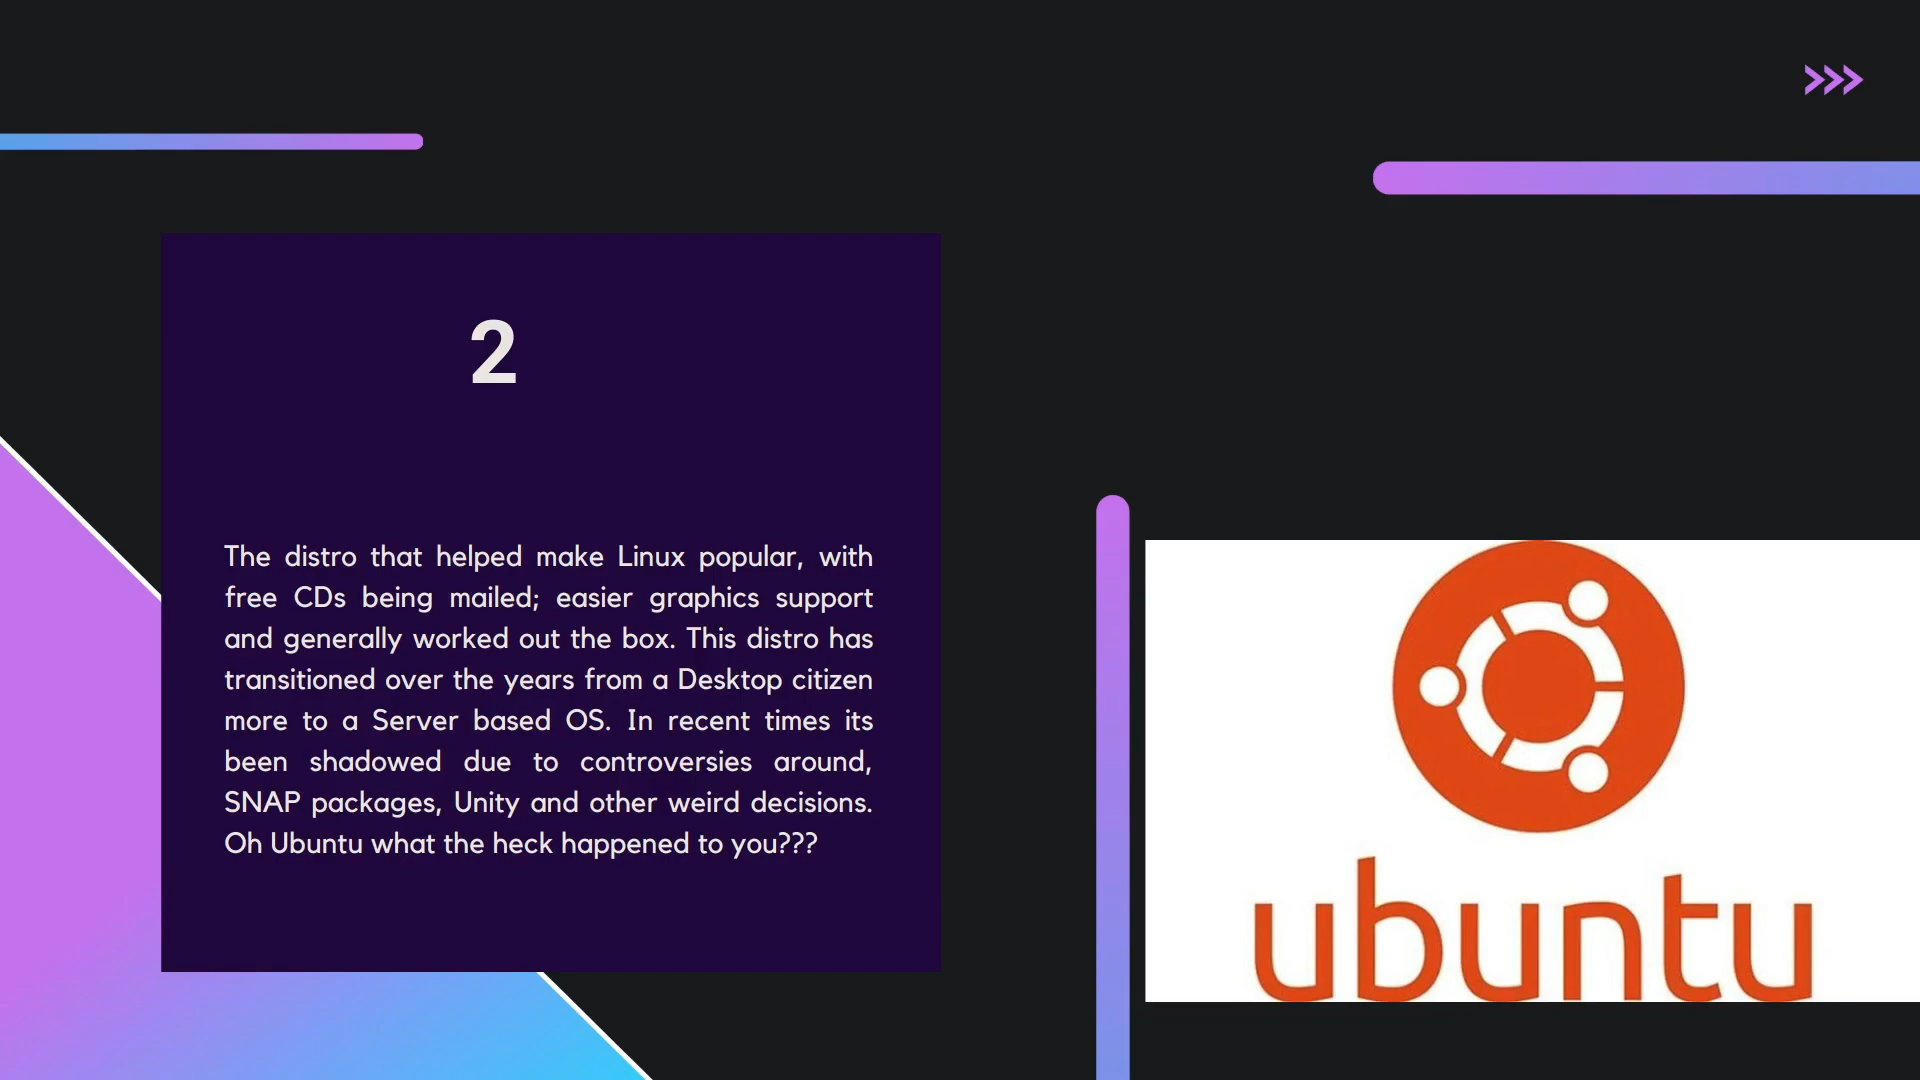 2
The distro that helped make Linux popular, with
free CDs being mailed; easier graphics support
and generally worked out the box. This distro has
transitioned over the years from a Desktop citizen
more to a Server based OS. In recent times its
been shadowed due to controversies around,
SNAP packages, Unity and other weird decisions.
Oh Ubuntu what the heck happened to you???
ubuntu